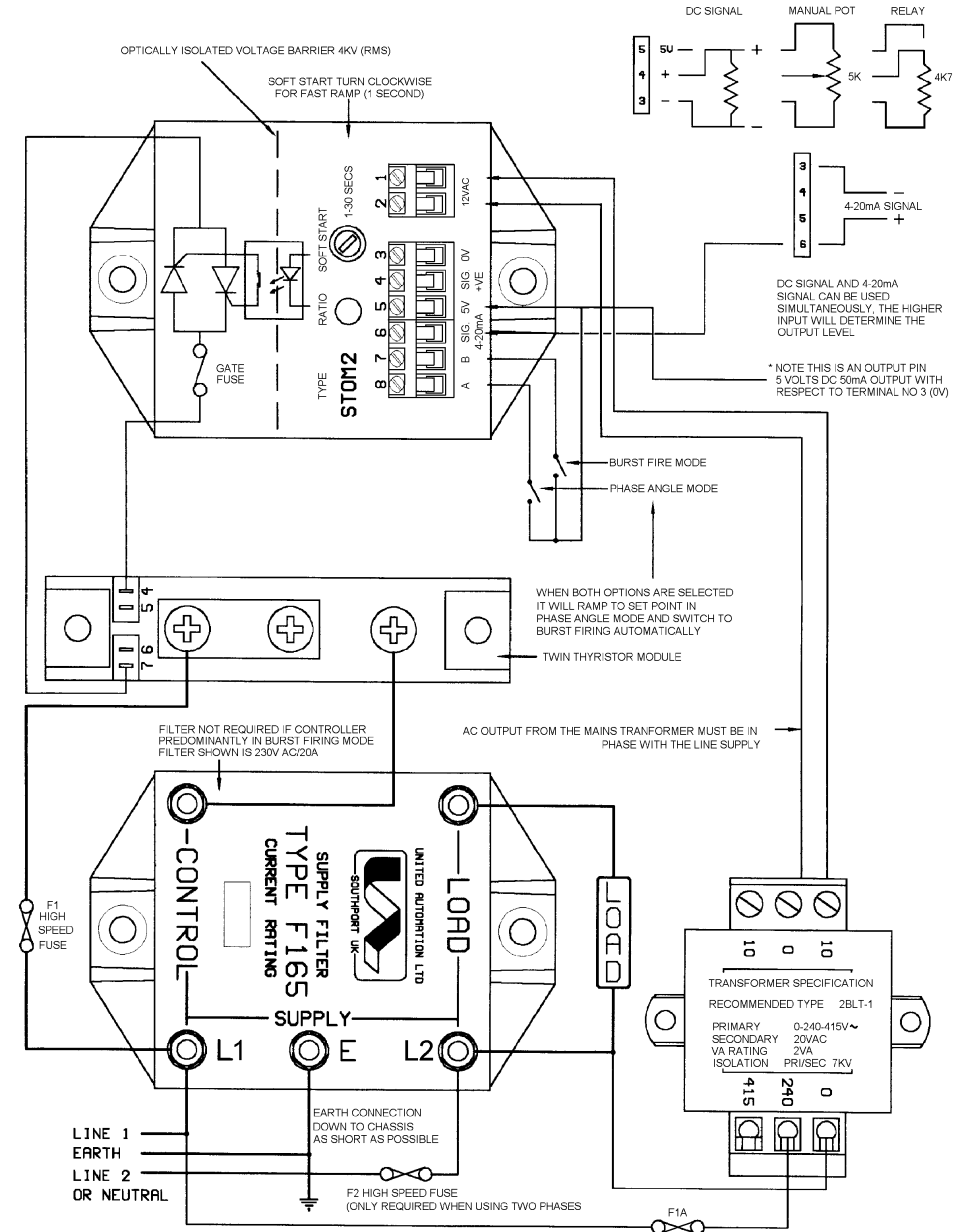 DC SIGNAL
MANUAL POT
RELAY
5 5V +
4 +
3 − −
5K
4K7
OPTICALLY ISOLATED VOLTAGE BARRIER 4KV (RMS)
SOFT START TURN CLOCKWISE
FOR FAST RAMP (1 SECOND)
3
4
5
6
−
4-20mA SIGNAL
+
DC SIGNAL AND 4-20mA
SIGNAL CAN BE USED
SIMULTANEOUSLY, THE HIGHER
INPUT WILL DETERMINE THE
OUTPUT LEVEL
* NOTE THIS IS AN OUTPUT PIN
5 VOLTS DC 50mA OUTPUT WITH
RESPECT TO TERMINAL NO 3 (0V)
1
2
12VAC
3 0V
4 SIG. +VE
5 5V
6 SIG. 4-20mA
7 B
8 A
1-30 SECS
SOFT START
RATIO
TYPE
STOM2
GATE
FUSE
BURST FIRE MODE
PHASE ANGLE MODE
WHEN BOTH OPTIONS ARE SELECTED
IT WILL RAMP TO SET POINT IN
PHASE ANGLE MODE AND SWITCH TO
BURST FIRING AUTOMATICALLY
4
5
6
7
TWIN THYRISTOR MODULE
FILTER NOT REQUIRED IF CONTROLLER
PREDOMINANTLY IN BURST FIRING MODE
FILTER SHOWN IS 230V AC/20A
AC OUTPUT FROM THE MAINS TRANFORMER MUST BE IN
PHASE WITH THE LINE SUPPLY
CONTROL
LOAD
UNITED AUTOMATION LTD
SOUTHPORT UK
SUPPLY FILTER
TYPE F165
CURRENT RATING
SUPPLY
L1
E
L2
F1
HIGH
SPEED
FUSE
LOAD
10 0 10
TRANSFORMER SPECIFICATION
RECOMMENDED TYPE 2BLT-1
PRIMARY 0-240-415V~
SECONDARY 20VAC
VA RATING 2VA
ISOLATION PRI/SEC 7KV
415 240 0
EARTH CONNECTION
DOWN TO CHASSIS
AS SHORT AS POSSIBLE
LINE 1
EARTH
LINE 2
OR NEUTRAL
F2 HIGH SPEED FUSE
(ONLY REQUIRED WHEN USING TWO PHASES
F1A